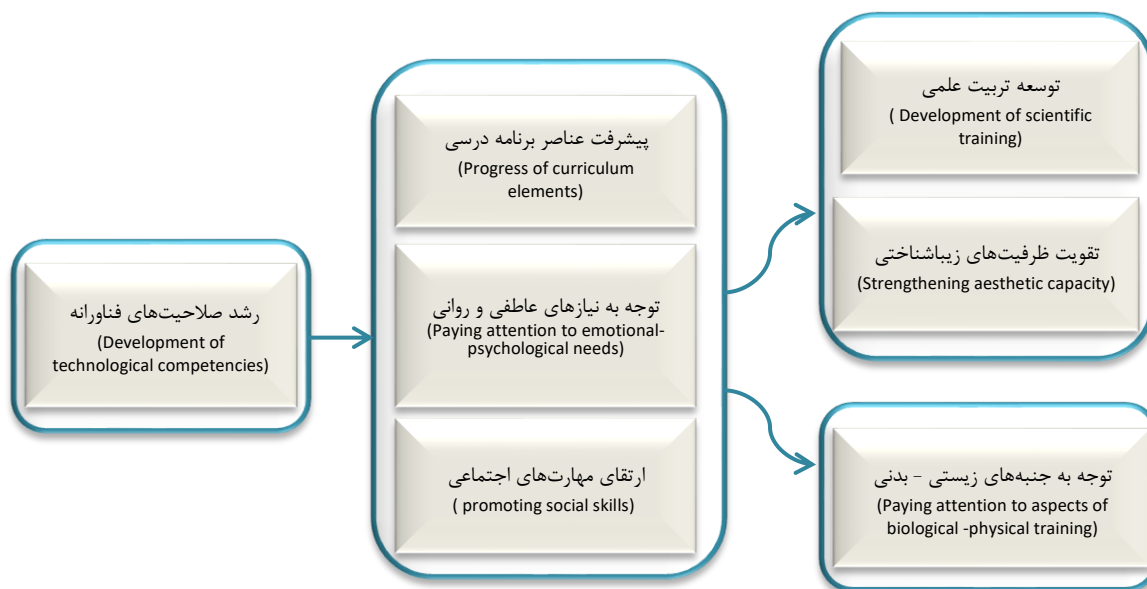 رشد صلاحیت‌های فناورانه
(Development of
technological competencies)
پیشرفت عناصر برنامه درسی
(Progress of curriculum
elements)
توجه به نیازهای عاطفی و روانی
(Paying attention to emotional-
psychological needs)
ارتقای مهارت‌های اجتماعی
( promoting social skills)
توسعه تربیت علمی
( Development of scientific
training)
تقویت ظرفیت‌های زیباشناختی
(Strengthening aesthetic capacity)
توجه به جنبه‌های زیستی - بدنی
(Paying attention to aspects of
biological -physical training)